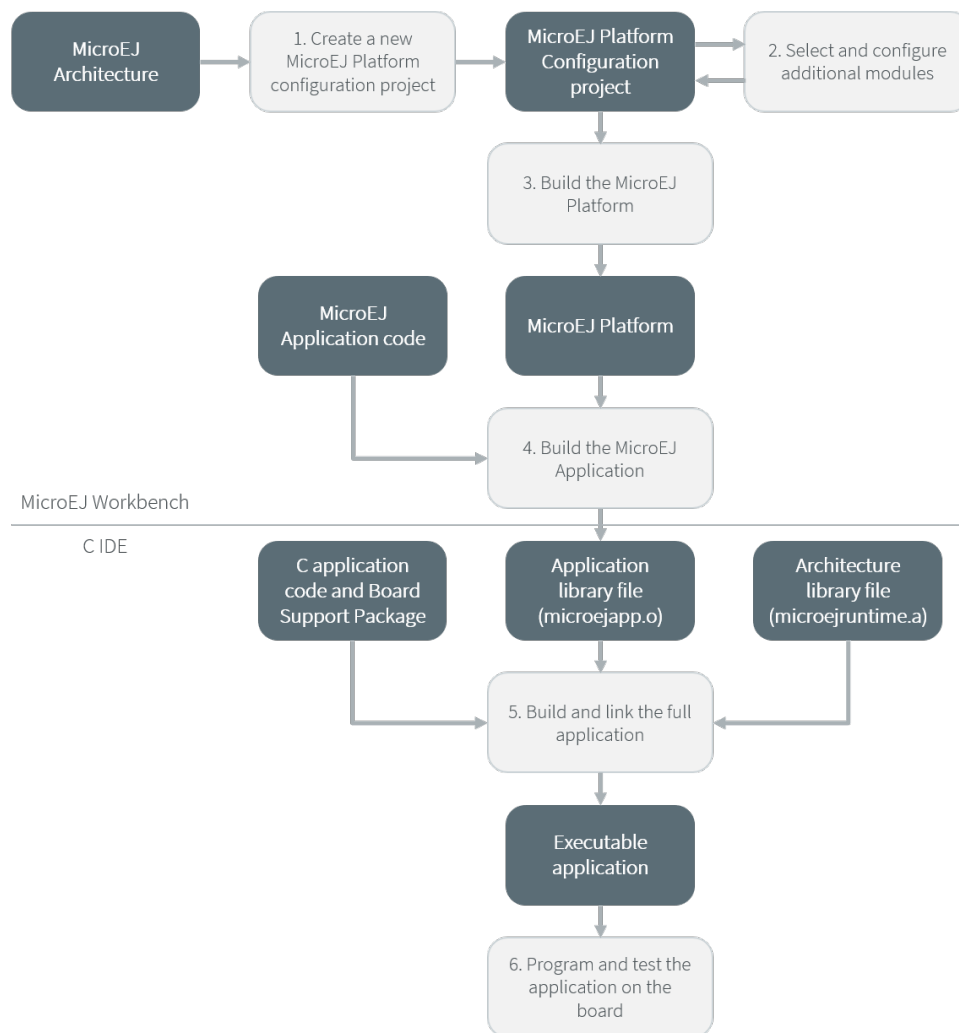 MicroEJ
Architecture
1. Create a new
MicroEJ Platform
configuration project
MicroEJ Platform
Configuration
project
2. Select and configure
additional modules
3. Build the MicroEJ
Platform
MicroEJ
Application code
MicroEJ Platform
4. Build the MicroEJ
Application
MicroEJ Workbench
C IDE
C application
code and Board
Support Package
Application
library file
(microejapp.o)
Architecture
library file
(microejruntime.a)
5. Build and link the full
application
Executable
application
6. Program and test the
application on the
board